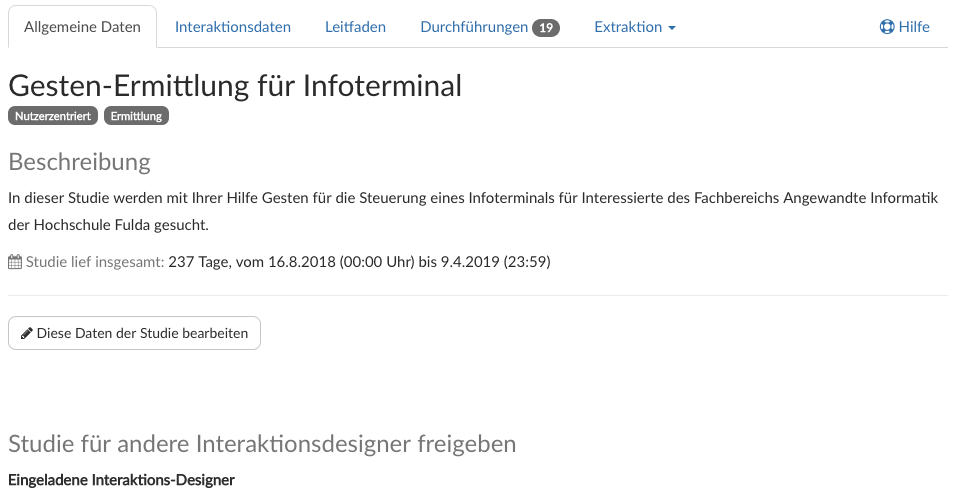 Allgemeine Daten Interaktionsdaten Leitfaden Durchführungen 19 Extraktion Hilfe
Gesten-Ermittlung für Infoterminal
Nutzerzentriert Ermittlung
Beschreibung
In dieser Studie werden mit Ihrer Hilfe Gesten für die Steuerung eines Infoterminals für Interessierte des Fachbereichs Angewandte Informatik
der Hochschule Fulda gesucht.
Studie lief insgesamt: 237 Tage, vom 16.8.2018 (00:00 Uhr) bis 9.4.2019 (23:59)
Diese Daten der Studie bearbeiten
Studie für andere Interaktionsdesigner freigeben
Eingeladene Interaktions-Designer